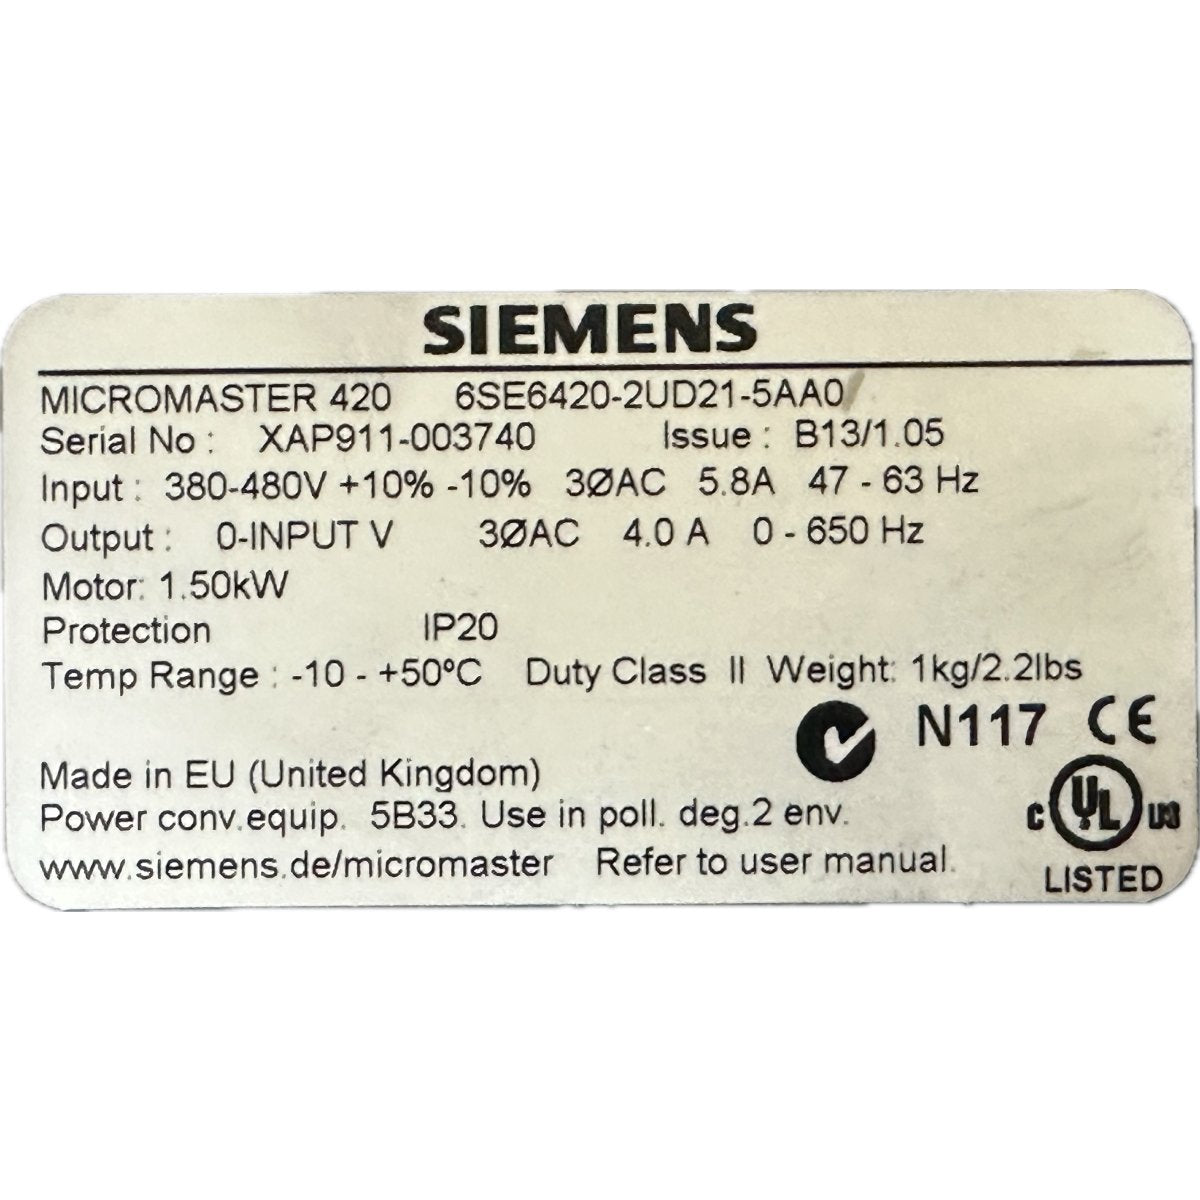 SIEMENS
MICROMASTER 420 6SE6420-2UD21-5AA0
Serial No : XAP911-003740 Issue : B13/1.05
Input : 380-480V +10% -10% 3ØAC 5.8A 47 - 63 Hz
Output : 0-INPUT V 3ØAC 4.0 A 0 - 650 Hz
Motor: 1.50kW
Protection IP20
Temp Range : -10 - +50ºC Duty Class II Weight: 1kg/2.2lbs
N117 CE
Made in EU (United Kingdom)
Power conv.equip. 5B33. Use in poll. deg.2 env.
C UL US
www.siemens.de/micromaster Refer to user manual.
LISTED